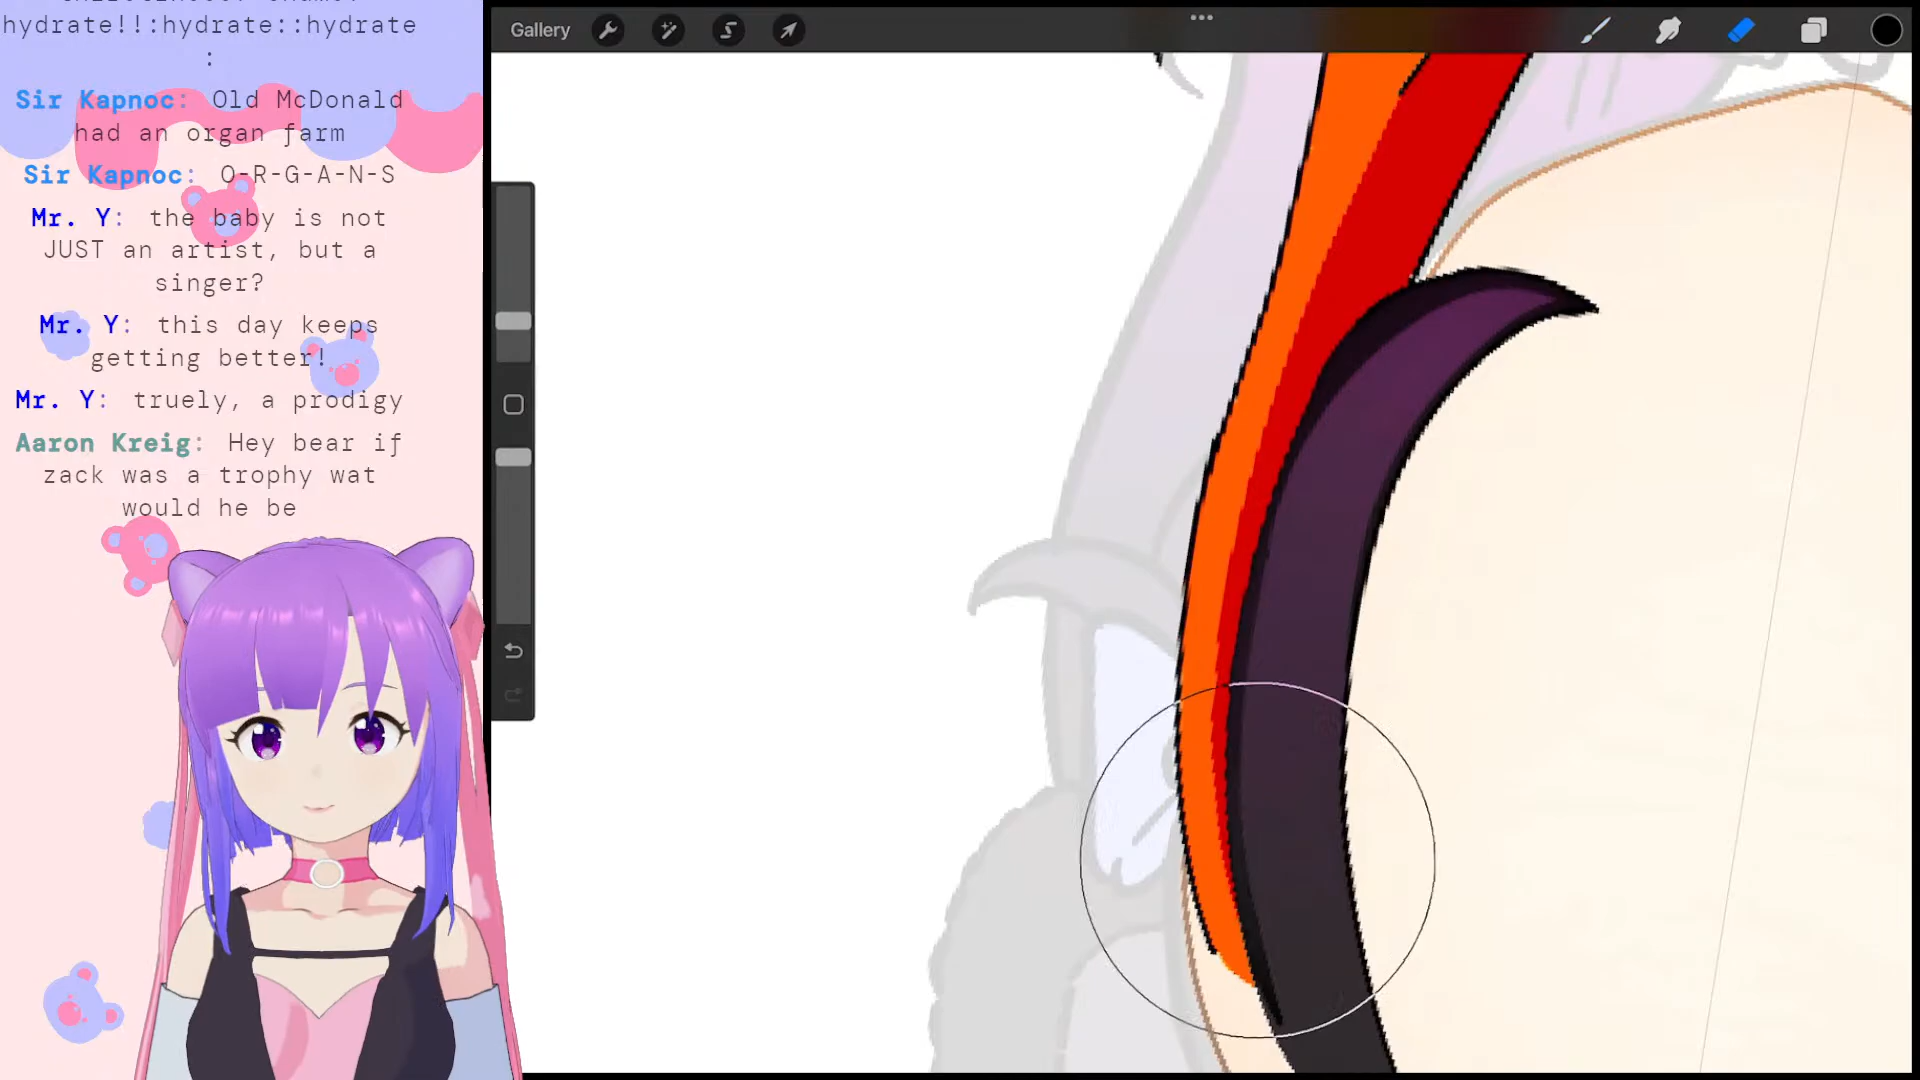 hydrate!!:hydrate::hydrate
:
Sir Kapnoc: Old McDonald
had an organ farm
Sir Kapnoc: O-R-G-A-N-S
Mr. Y: the baby is not
JUST an artist, but a
singer?
Mr. Y: this day keeps
getting better!
Mr. Y: truely, a prodigy
Aaron Kreig: Hey bear if
zack was a trophy wat
would he be
Gallery